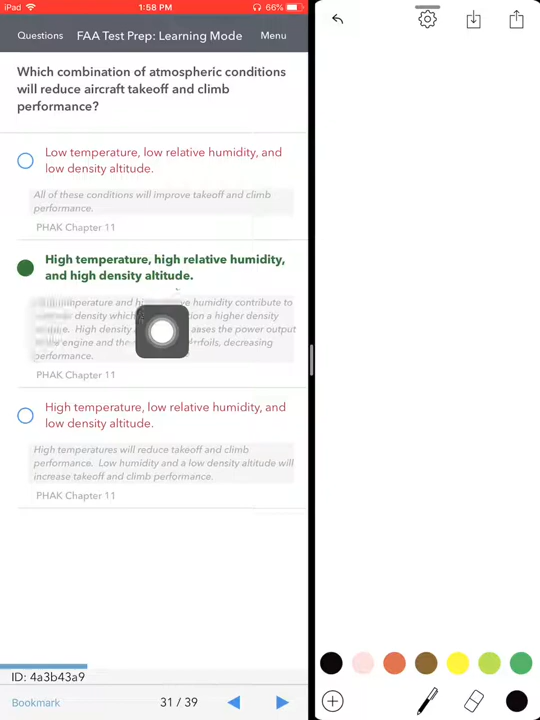 iPad 1:58 PM 66%
Questions FAA Test Prep: Learning Mode Menu
Which combination of atmospheric conditions
will reduce aircraft takeoff and climb
performance?
Low temperature, low relative humidity, and
low density altitude.
All of these conditions will improve takeoff and climb
performance.
PHAK Chapter 11
High temperature, high relative humidity,
and high density altitude.
temperature and humidity contribute to
density which a higher density
High density the power output
engine and the decreasing
performance.
PHAK Chapter 11
High temperature, low relative humidity, and
low density altitude.
High temperatures will reduce takeoff and climb
performance. Low humidity and a low density altitude will
increase takeoff and climb performance.
PHAK Chapter 11
ID: 4a3b43a9
Bookmark 31 / 39